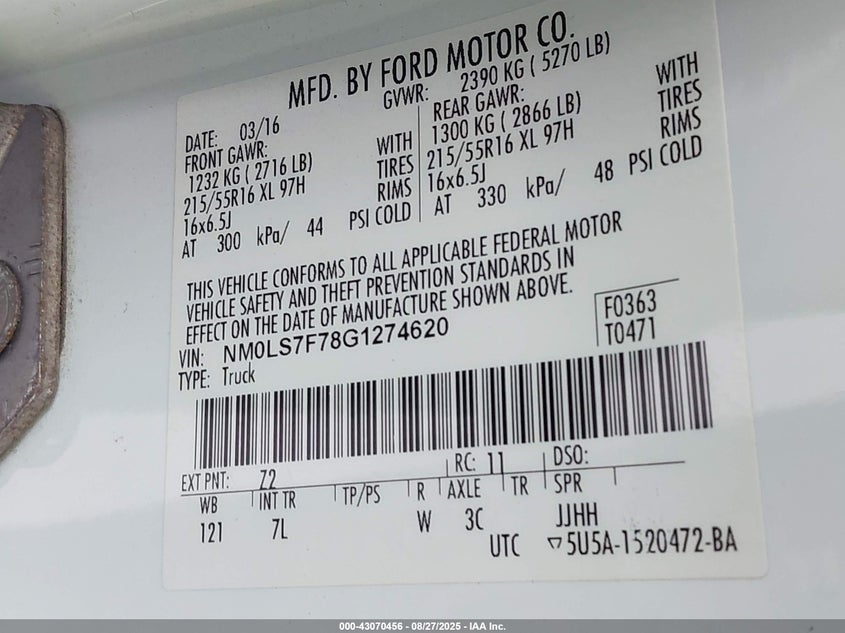 MFD. BY FORD MOTOR CO.
DATE: 03/16
GVWR: 2390 KG ( 5270 LB)
FRONT GAWR:
1232 KG ( 2716 LB)
215/55R16 XL 97H
16x6.5J
AT 300 kPa/ 44 PSI COLD
WITH
TIRES
RIMS
REAR GAWR:
1300 KG ( 2866 LB)
215/55R16 XL 97H
16x6.5J
AT 330 kPa/ 48 PSI COLD
WITH
TIRES
RIMS
THIS VEHICLE CONFORMS TO ALL APPLICABLE FEDERAL MOTOR
VEHICLE SAFETY AND THEFT PREVENTION STANDARDS IN
EFFECT ON THE DATE OF MANUFACTURE SHOWN ABOVE.
VIN: NM0LS7F78G1274620
TYPE: Truck
F0363
T0471
EXT PNT: Z2 RC: 11 DSO:
WB INT TR TP/PS R AXLE TR SPR
121 7L W 3C JJHH
UTC ▽5U5A-1520472-BA
000-43070456 - 08/27/2025 - IAA Inc.